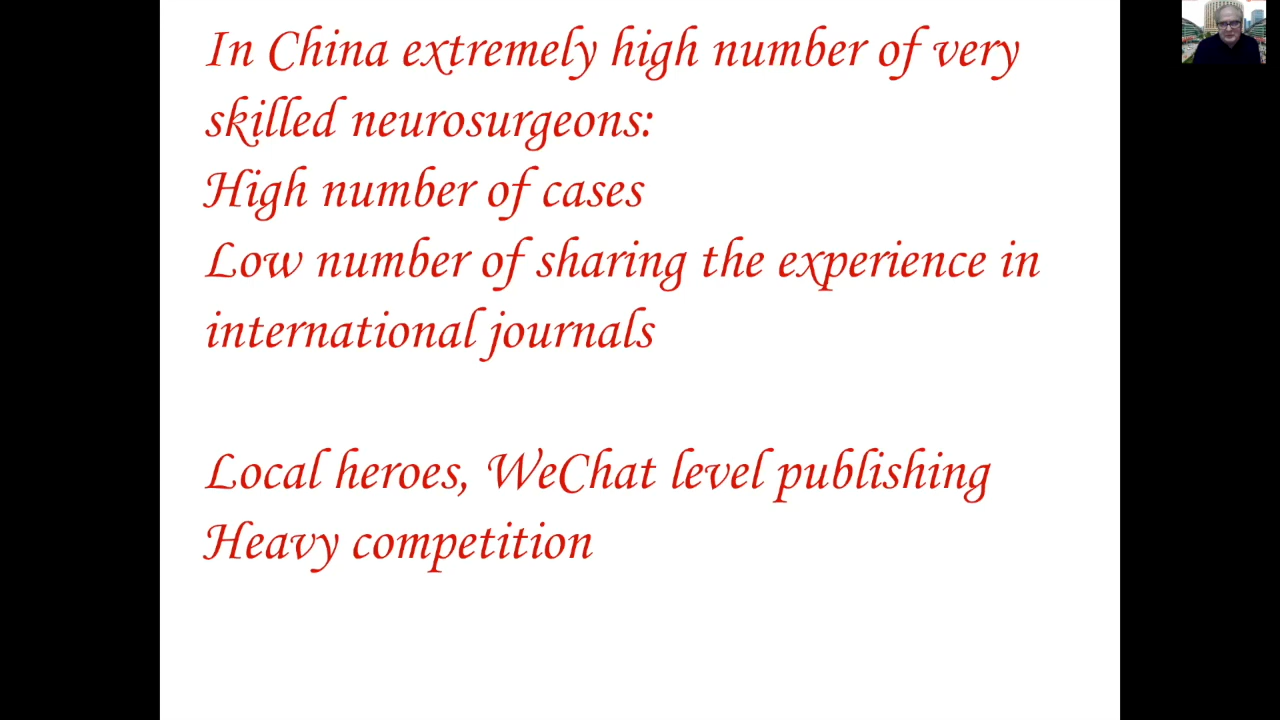 In China extremely high number of very
skilled neurosurgeons:
High number of cases
Low number of sharing the experience in
international journals
Local heroes, WeChat level publishing
Heavy competition